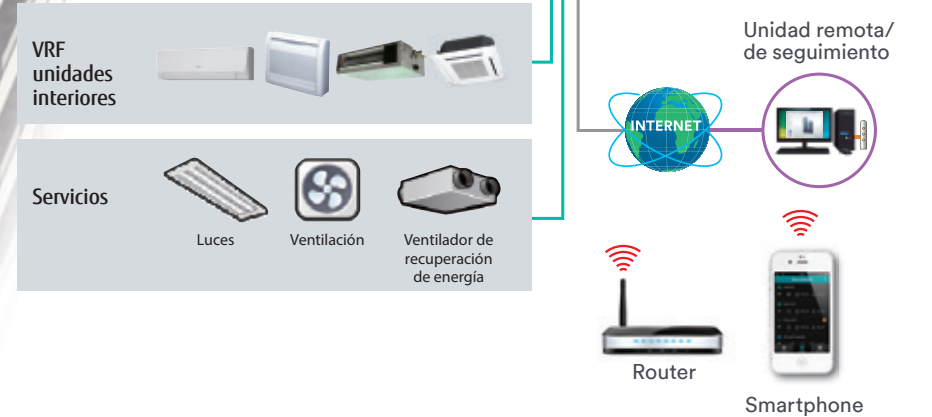 VRF
unidades
interiores
Servicios
Luces
Ventilación
Ventilador de
recuperación
de energía
Unidad remota/
de seguimiento
INTERNET
Router
Smartphone